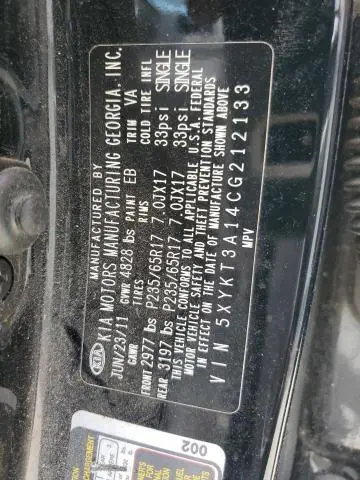 MANUFACTURED BY
KIA KIA MOTORS MANUFACTURING GEORGIA, INC.
JUN/23/11 GVWR 4828 lbs PAINT EB TRIM VA
GAWR TIRES RIMS COLD TIRE INFL
FRONT 2977 lbs P235/65R17 7.0JX17 33psi SINGLE
REAR 3197 lbs P235/65R17 7.0JX17 33psi SINGLE
THIS VEHICLE CONFORMS TO ALL APPLICABLE U.S.A. FEDERAL
MOTOR VEHICLE SAFETY AND THEFT PREVENTION STANDARDS
IN EFFECT ON THE DATE OF MANUFACTURE SHOWN ABOVE
VIN 5XYKT3A14CG212133
MPV
002